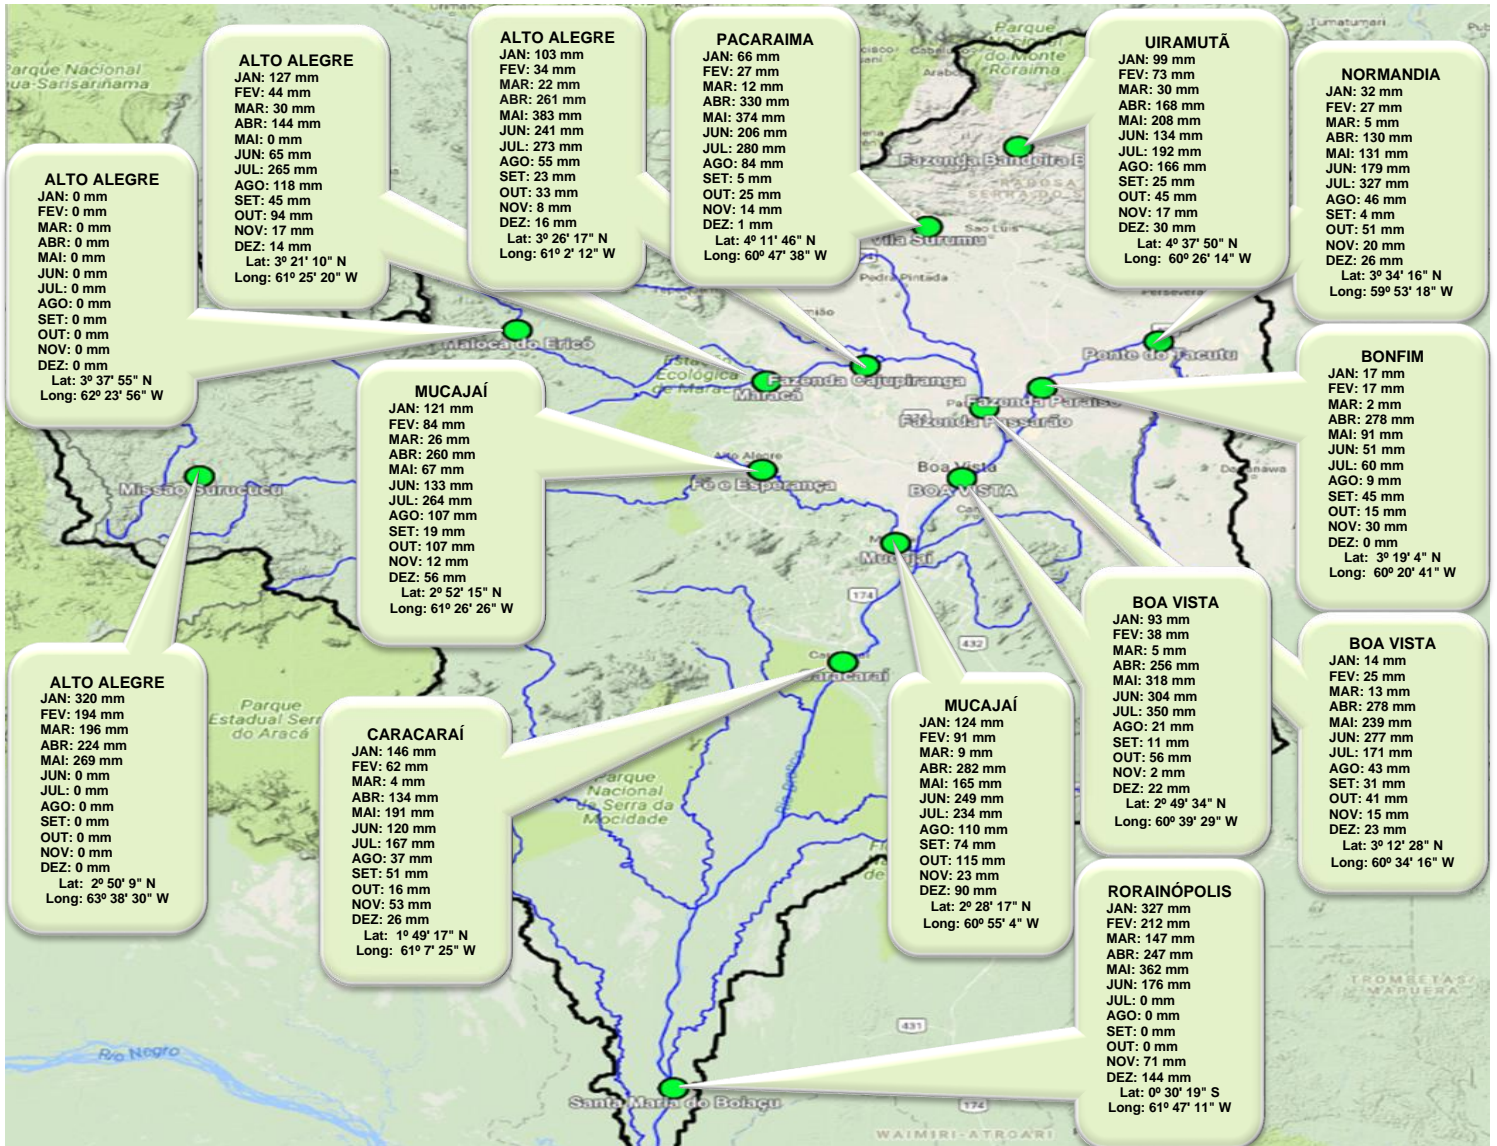 ALTO ALEGRE
JAN: 0 mm
FEV: 0 mm
MAR: 0 mm
ABR: 0 mm
MAI: 0 mm
JUN: 0 mm
JUL: 0 mm
AGO: 0 mm
SET: 0 mm
OUT: 0 mm
NOV: 0 mm
DEZ: 0 mm
Lat: 3º 37' 55" N
Long: 62º 23' 56" W
ALTO ALEGRE
JAN: 127 mm
FEV: 44 mm
MAR: 30 mm
ABR: 144 mm
MAI: 0 mm
JUN: 65 mm
JUL: 265 mm
AGO: 118 mm
SET: 45 mm
OUT: 94 mm
NOV: 17 mm
DEZ: 14 mm
Lat: 3º 21' 10" N
Long: 61º 25' 20" W
ALTO ALEGRE
JAN: 103 mm
FEV: 34 mm
MAR: 22 mm
ABR: 261 mm
MAI: 383 mm
JUN: 241 mm
JUL: 273 mm
AGO: 55 mm
SET: 23 mm
OUT: 33 mm
NOV: 8 mm
DEZ: 16 mm
Lat: 3º 26' 17" N
Long: 61º 2' 12" W
PACARAIMA
JAN: 66 mm
FEV: 27 mm
MAR: 12 mm
ABR: 330 mm
MAI: 374 mm
JUN: 206 mm
JUL: 280 mm
AGO: 84 mm
SET: 5 mm
OUT: 25 mm
NOV: 14 mm
DEZ: 1 mm
Lat: 4º 11' 46" N
Long: 60º 47' 38" W
UIRAMUTÃ
JAN: 99 mm
FEV: 73 mm
MAR: 30 mm
ABR: 168 mm
MAI: 208 mm
JUN: 134 mm
JUL: 192 mm
AGO: 166 mm
SET: 25 mm
OUT: 45 mm
NOV: 17 mm
DEZ: 30 mm
Lat: 4º 37' 50" N
Long: 60º 26' 14" W
NORMANDIA
JAN: 32 mm
FEV: 27 mm
MAR: 5 mm
ABR: 130 mm
MAI: 131 mm
JUN: 179 mm
JUL: 327 mm
AGO: 46 mm
SET: 4 mm
OUT: 51 mm
NOV: 20 mm
DEZ: 26 mm
Lat: 3º 34' 16" N
Long: 59º 53' 18" W
MUCAJAÍ
JAN: 121 mm
FEV: 84 mm
MAR: 26 mm
ABR: 260 mm
MAI: 67 mm
JUN: 133 mm
JUL: 264 mm
AGO: 107 mm
SET: 19 mm
OUT: 107 mm
NOV: 12 mm
DEZ: 56 mm
Lat: 2º 52' 15" N
Long: 61º 26' 26" W
BONFIM
JAN: 17 mm
FEV: 17 mm
MAR: 2 mm
ABR: 278 mm
MAI: 91 mm
JUN: 51 mm
JUL: 60 mm
AGO: 9 mm
SET: 45 mm
OUT: 15 mm
NOV: 30 mm
DEZ: 0 mm
Lat: 3º 19' 4" N
Long: 60º 20' 41" W
ALTO ALEGRE
JAN: 320 mm
FEV: 194 mm
MAR: 196 mm
ABR: 224 mm
MAI: 269 mm
JUN: 0 mm
JUL: 0 mm
AGO: 0 mm
SET: 0 mm
OUT: 0 mm
NOV: 0 mm
DEZ: 0 mm
Lat: 2º 50' 9" N
Long: 63º 38' 30" W
CARACARAÍ
JAN: 146 mm
FEV: 62 mm
MAR: 4 mm
ABR: 134 mm
MAI: 191 mm
JUN: 120 mm
JUL: 167 mm
AGO: 37 mm
SET: 51 mm
OUT: 16 mm
NOV: 53 mm
DEZ: 26 mm
Lat: 1º 49' 17" N
Long: 61º 7' 25" W
MUCAJAÍ
JAN: 124 mm
FEV: 91 mm
MAR: 9 mm
ABR: 282 mm
MAI: 165 mm
JUN: 249 mm
JUL: 234 mm
AGO: 110 mm
SET: 74 mm
OUT: 115 mm
NOV: 23 mm
DEZ: 90 mm
Lat: 2º 28' 17" N
Long: 60º 55' 4" W
BOA VISTA
JAN: 93 mm
FEV: 38 mm
MAR: 5 mm
ABR: 256 mm
MAI: 318 mm
JUN: 304 mm
JUL: 350 mm
AGO: 21 mm
SET: 11 mm
OUT: 56 mm
NOV: 2 mm
DEZ: 22 mm
Lat: 2º 49' 34" N
Long: 60º 39' 29" W
BOA VISTA
JAN: 14 mm
FEV: 25 mm
MAR: 13 mm
ABR: 278 mm
MAI: 239 mm
JUN: 277 mm
JUL: 171 mm
AGO: 43 mm
SET: 31 mm
OUT: 41 mm
NOV: 15 mm
DEZ: 23 mm
Lat: 3º 12' 28" N
Long: 60º 34' 16" W
RORAINÓPOLIS
JAN: 327 mm
FEV: 212 mm
MAR: 147 mm
ABR: 247 mm
MAI: 362 mm
JUN: 176 mm
JUL: 0 mm
AGO: 0 mm
SET: 0 mm
OUT: 0 mm
NOV: 71 mm
DEZ: 144 mm
Lat: 0º 30' 19" S
Long: 61º 47' 11" W
Parque Nacional
Parque
do Monte
Roraima
Tumatumari
Fazenda Bandeira B
Vila Surumu
Sao Luis
Pedra Pintada
Maloca do Ericó
Ecológica
de Maracá
Maracá
Fazenda Cajupiranga
Ponte do Tacutu
Fazenda Paraíso
Fazenda Passarão
Alto Alegre
Fé e Esperança
Boa Vista
BOA VISTA
Missão Surucucu
Mucajaí
174
432
Caracaraí
Parque
Estadual Serra
do Aracá
Parque
Nacional
da Serra da
Mocidade
Rio Branco
Rio Negro
431
174
Santa Maria do Boiaçu
TROMBETAS/
MAPUERA
WAIMIRI-ATROARI